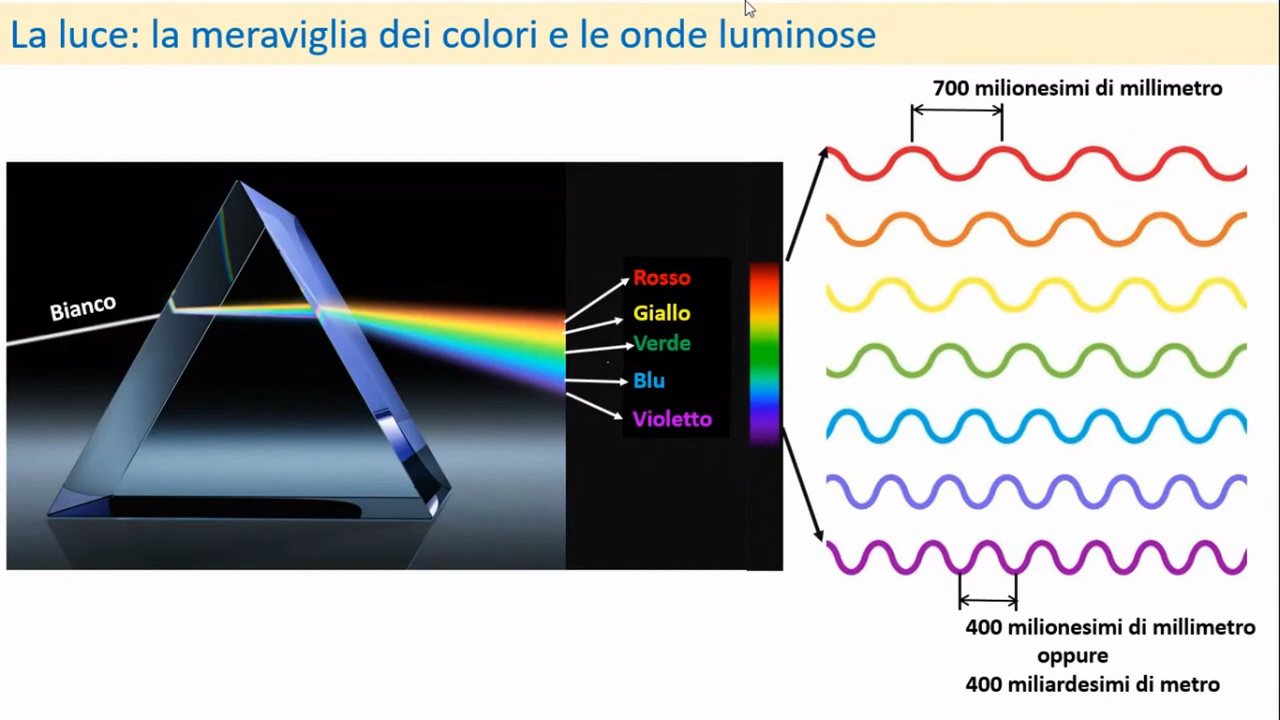 La luce: la meraviglia dei colori e le onde luminose
700 milionesimi di millimetro
Bianco
Rosso
Giallo
Verde
Blu
Violetto
400 milionesimi di millimetro
oppure
400 miliardesimi di metro